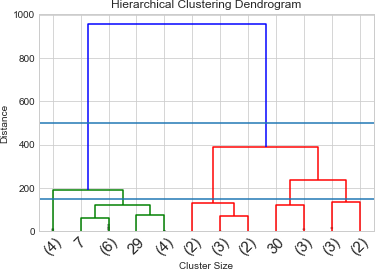 Hierarchical Clustering Dendrogram
1000
800
600
400
200
0
Distance
(4) 7 (6) 29 (4) (2) (3) (2) 30 (3) (3) (2)
Cluster Size